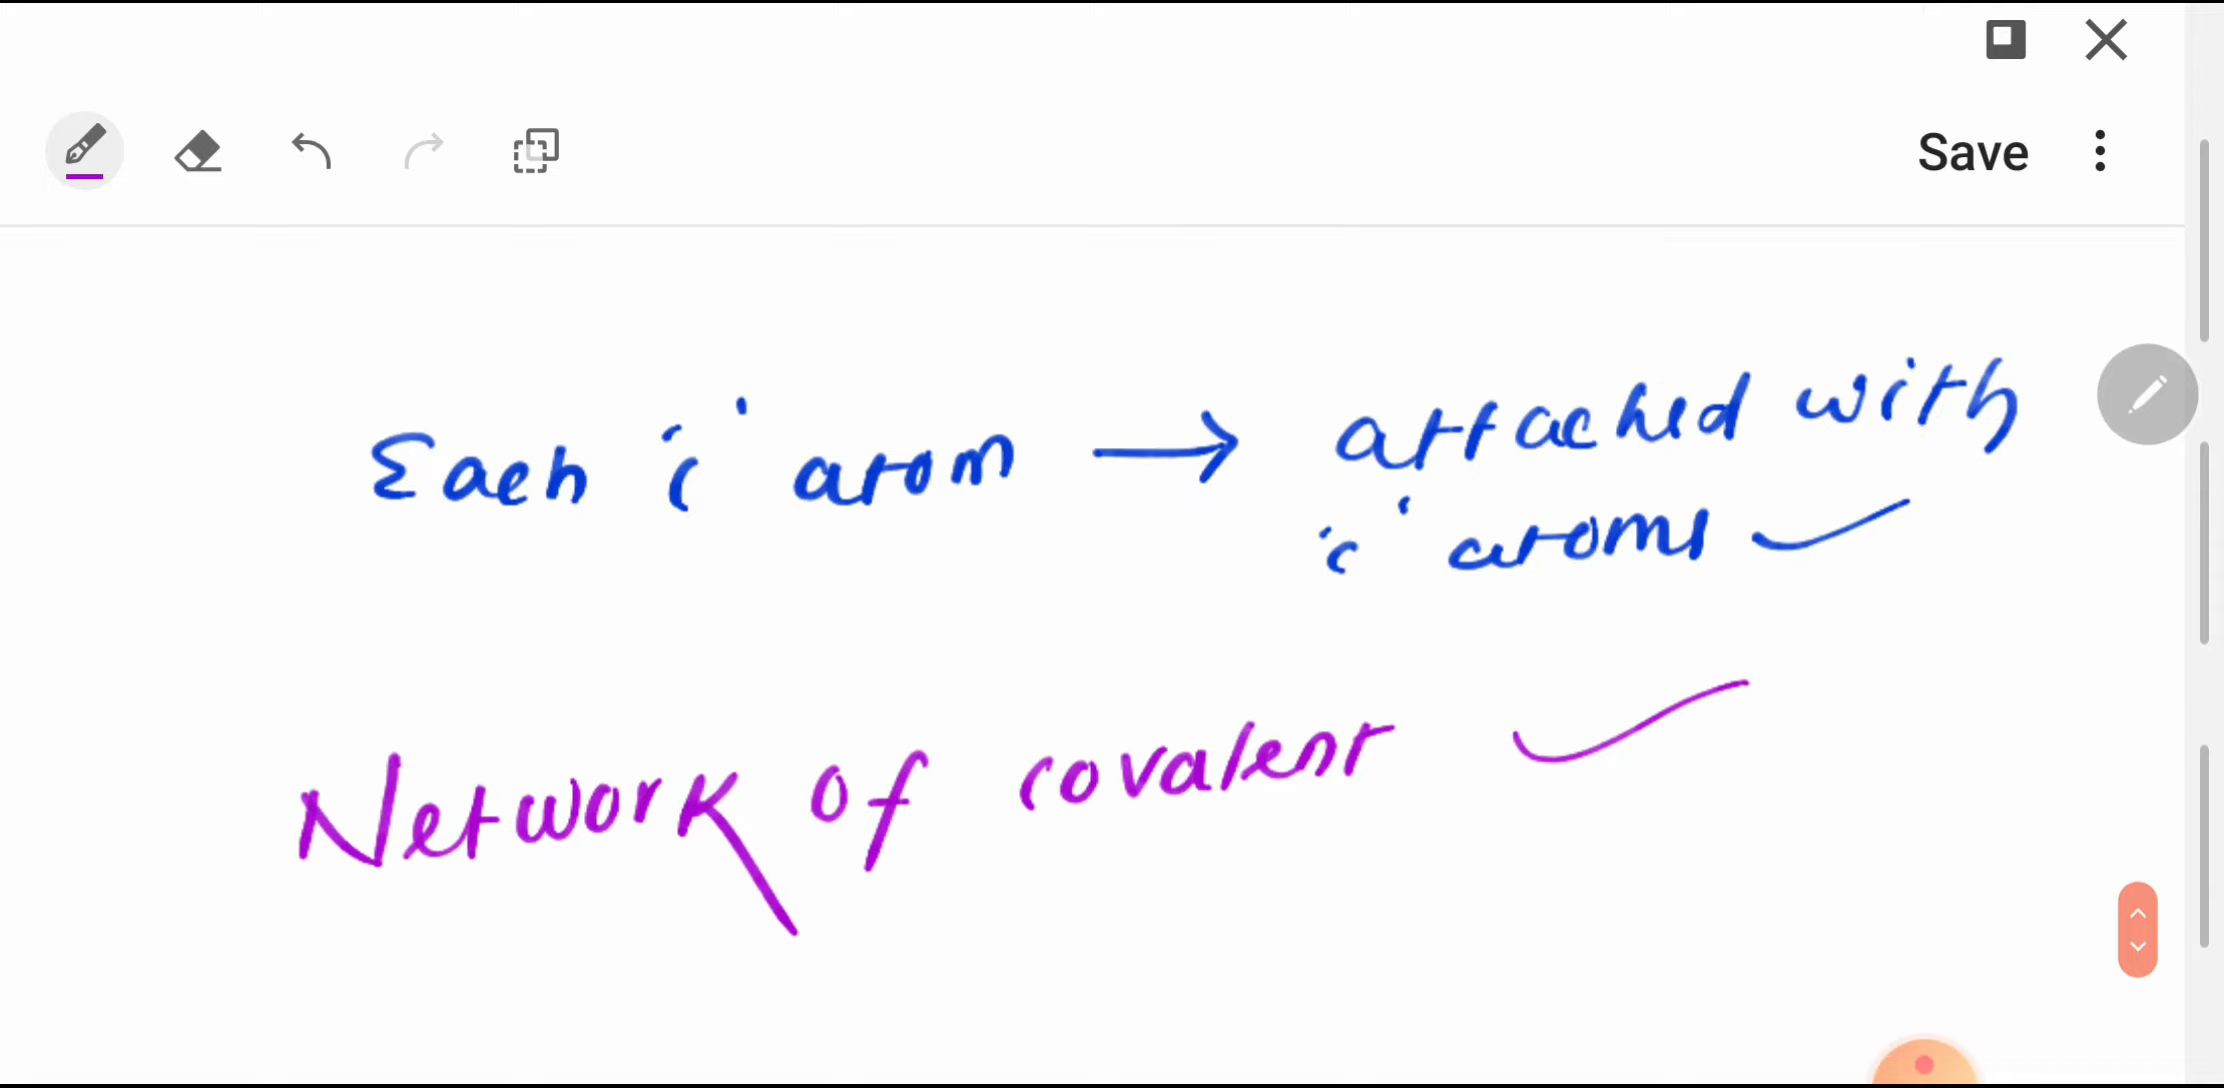 Save
Each 'c' atom → attached with
'c' atoms ✓
Network of covalent ✓